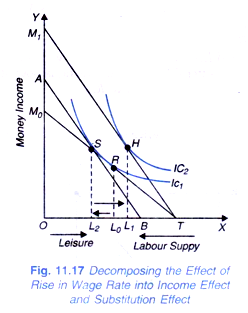 Y
M₁
A
M₀
Money Income
S
H
R
IC₂
IC₁
O
L₂ L₀ L₁ B T X
Leisure Labour Suppy
Fig. 11.17 Decomposing the Effect of
Rise in Wage Rate into Income Effect
and Substitution Effect